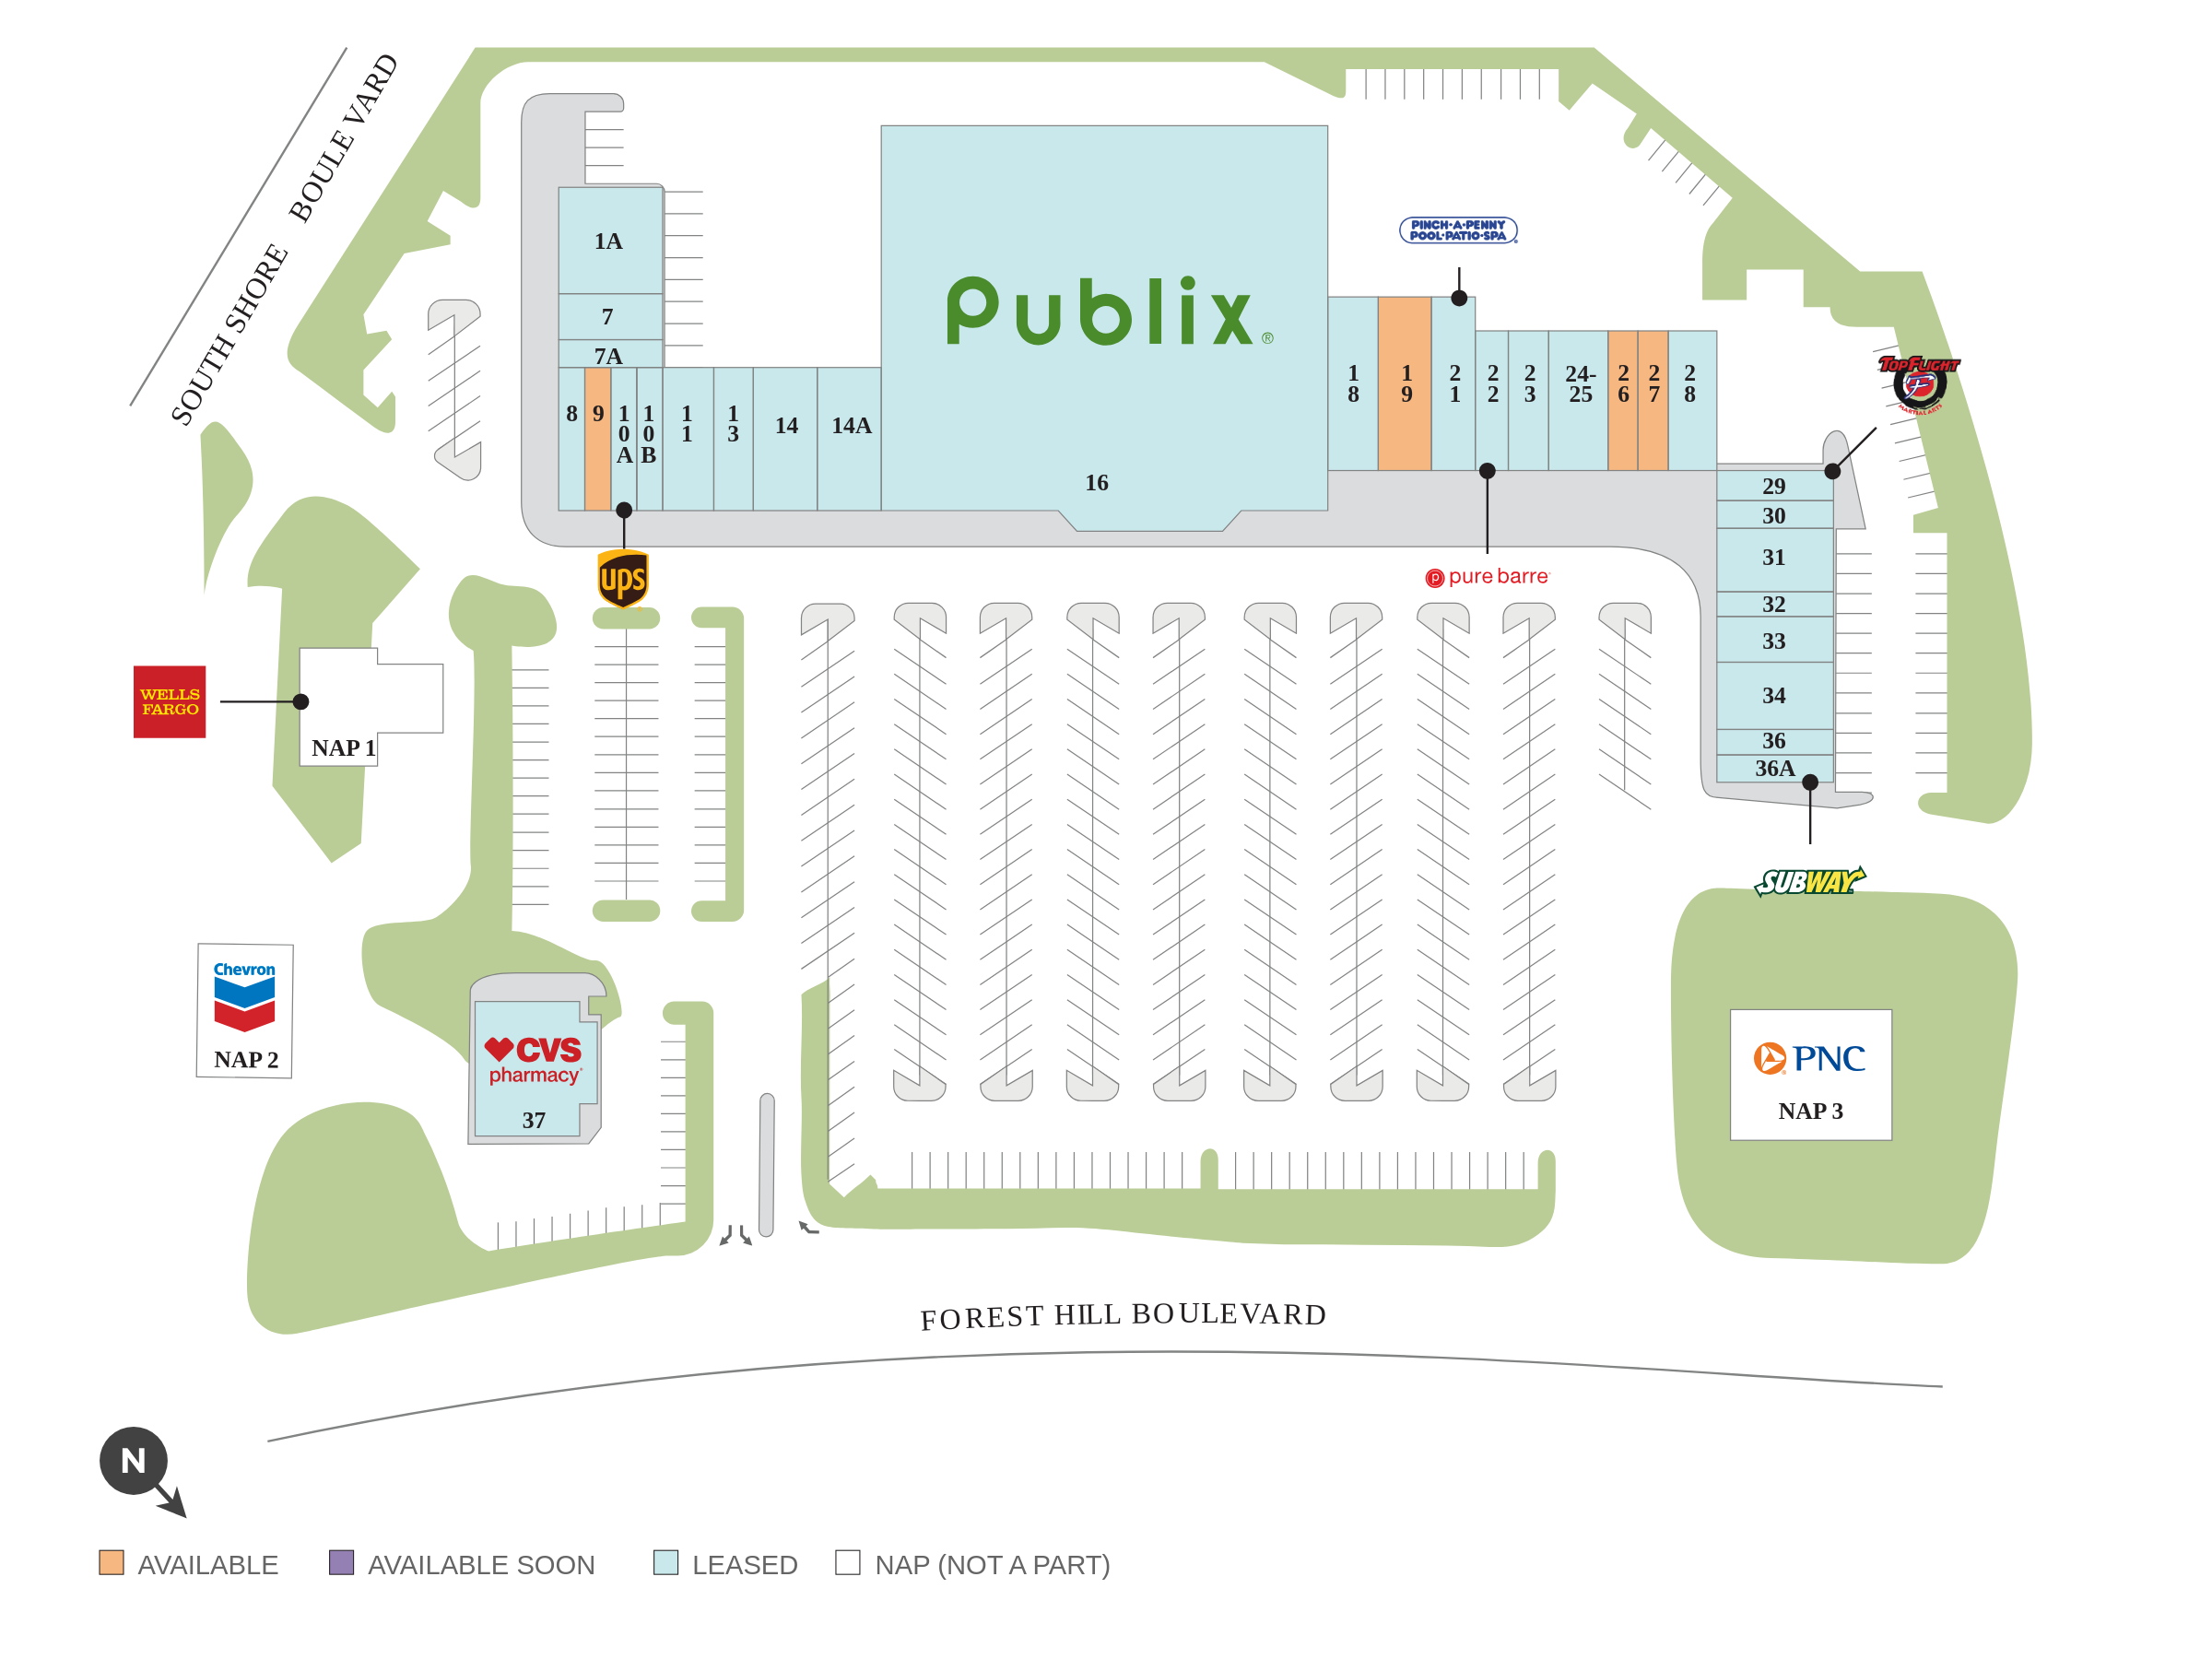 SOUTH SHORE BOULEVARD
1A
7
7A
8
9
10A
10B
11
13
14
14A
Publix®
16
PINCH·A·PENNY
POOL·PATIO·SPA
18
19
21
22
23
24-
25
26
27
28
TOP FLIGHT
MARTIAL ARTS
29
30
31
32
33
34
36
36A
ups
pure barre
WELLS
FARGO
NAP 1
SUBWAY
Chevron
NAP 2
CVS
pharmacy
37
PNC
NAP 3
FOREST HILL BOULEVARD
N
AVAILABLE
AVAILABLE SOON
LEASED
NAP (NOT A PART)